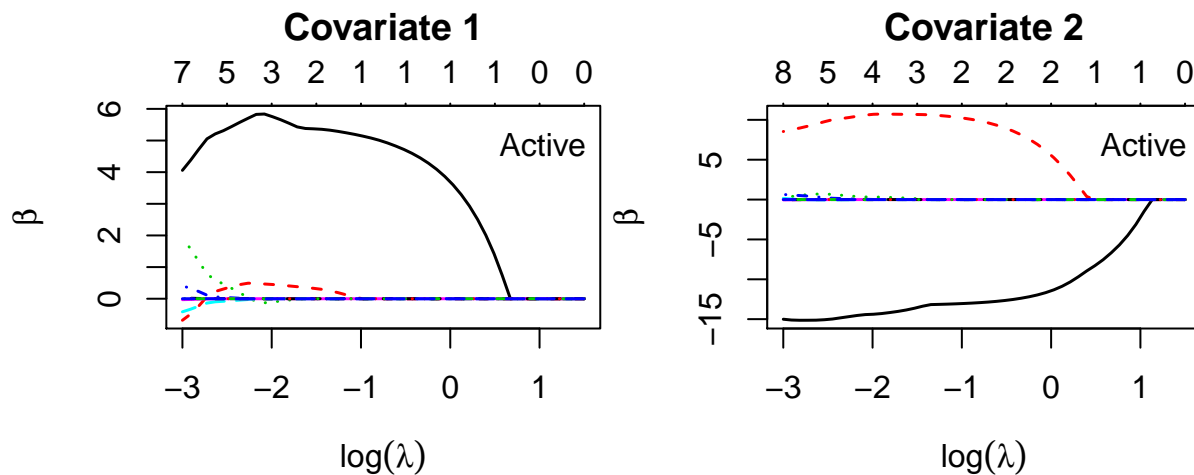 Covariate 1
7 5 3 2 1 1 1 1 0 0
Active
β
0 2 4 6
−3 −2 −1 0 1
log(λ)
Covariate 2
8 5 4 3 2 2 2 1 1 0
Active
β
−15 −5 5
−3 −2 −1 0 1
log(λ)